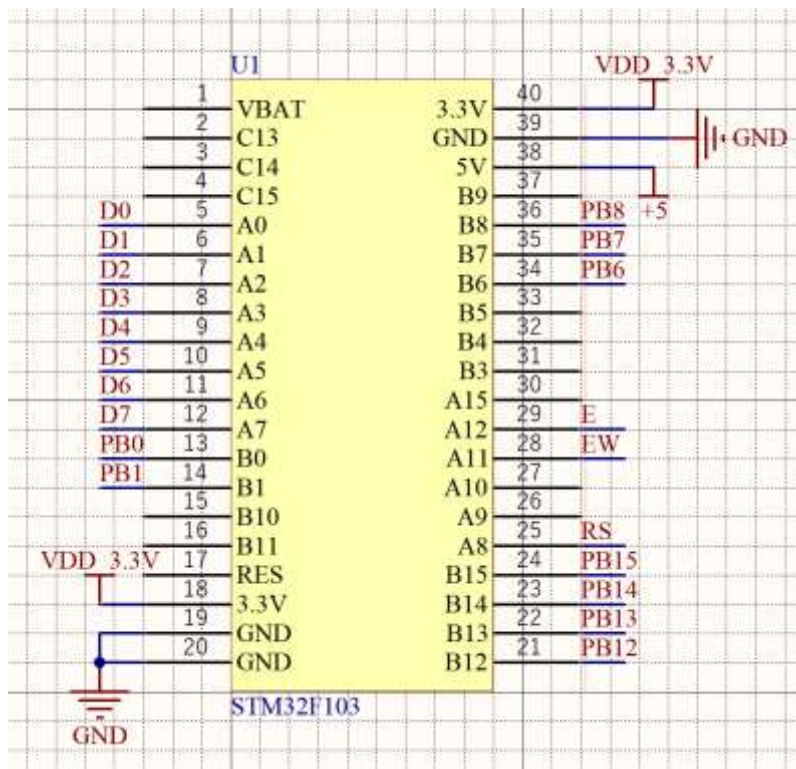 U1
VDD 3.3V
1 VBAT 3.3V 40
2 C13 GND 39 GND
3 C14 5V 38 +5
4 C15 B9 37
D0 5 A0 B8 36 PB8
D1 6 A1 B7 35 PB7
D2 7 A2 B6 34 PB6
D3 8 A3 B5 33
D4 9 A4 B4 32
D5 10 A5 B3 31
D6 11 A6 A15 30
D7 12 A7 A12 29 E
PB0 13 B0 A11 28 EW
PB1 14 B1 A10 27
15 B10 A9 26
16 B11 A8 25 RS
VDD 3.3V 17 RES B15 24 PB15
18 3.3V B14 23 PB14
19 GND B13 22 PB13
20 GND B12 21 PB12
GND
STM32F103